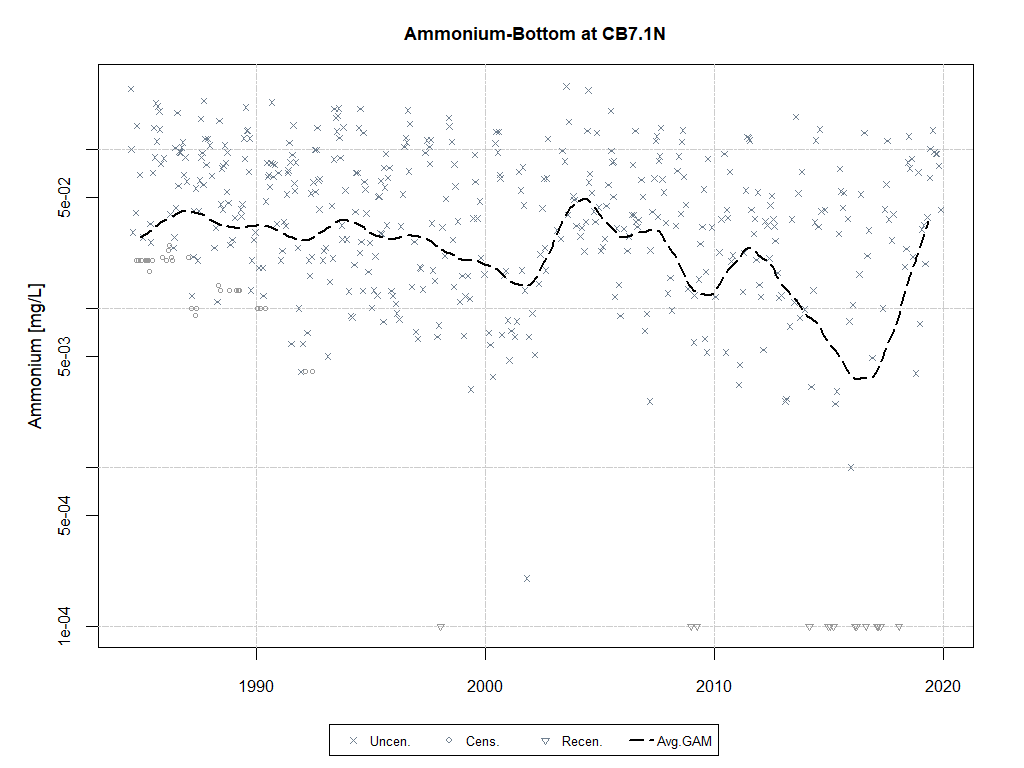 Ammonium-Bottom at CB7.1N
Ammonium [mg/L]
5e-02
5e-03
5e-04
1e-04
1990 2000 2010 2020
Uncen. Cens. Recen. Avg.GAM